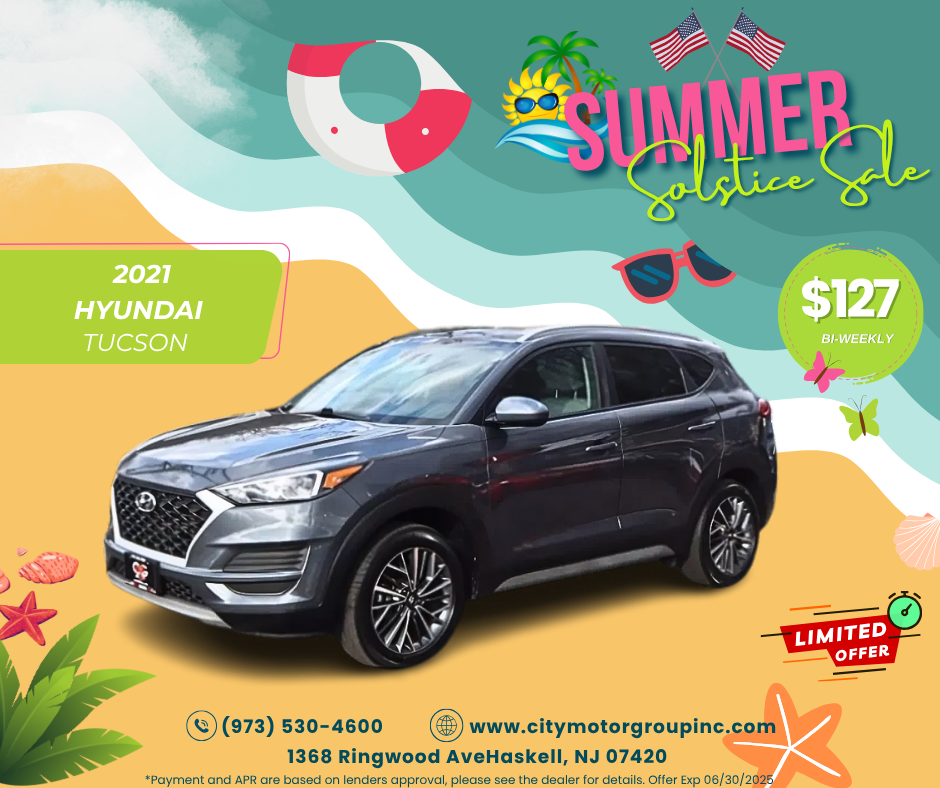 SUMMER
Solstice Sale
2021
HYUNDAI
TUCSON
$127
BI-WEEKLY
LIMITED
OFFER
(973) 530-4600
www.citymotorgroupinc.com
1368 Ringwood AveHaskell, NJ 07420
*Payment and APR are based on lenders approval, please see the dealer for details. Offer Exp 06/30/2025